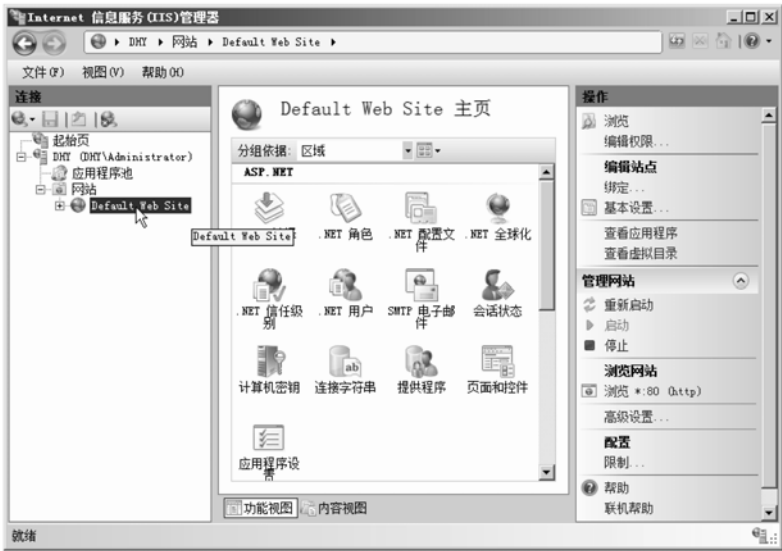 Internet 信息服务(IIS)管理器
DHY ▸ 网站 ▸ Default Web Site ▸
文件(F) 视图(V) 帮助(H)
连接
起始页
DHY (DHY\Administrator)
应用程序池
网站
Default Web Site
Default Web Site
Default Web Site 主页
分组依据: 区域
ASP.NET
.NET 角色
.NET 配置文件
.NET 全球化
.NET 信任级别
.NET 用户
SMTP 电子邮件
会话状态
计算机密钥
连接字符串
ab
提供程序
页面和控件
应用程序设置
功能视图 内容视图
操作
浏览
编辑权限...
编辑站点
绑定...
基本设置...
查看应用程序
查看虚拟目录
管理网站
重新启动
启动
停止
浏览网站
浏览 *:80 (http)
高级设置...
配置
限制...
帮助
联机帮助
就绪